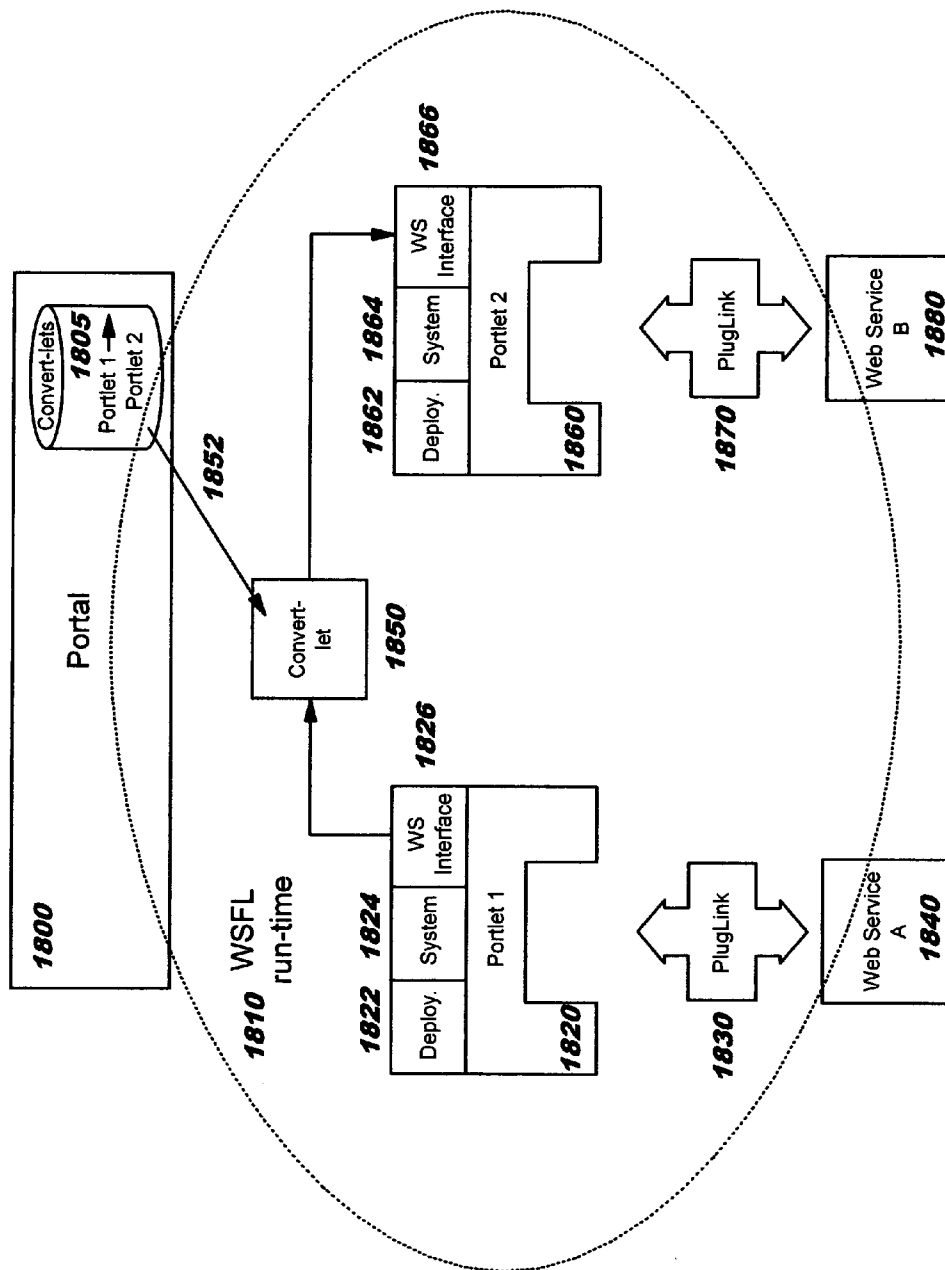 1800
Portal
Convert-lets
1805
Portlet 1
Portlet 2
1852
1810
WSFL
run-time
Convert-
let
1850
1822
1824
1826
Deploy.
System
WS
Interface
Portlet 1
1820
1862
1864
1866
Deploy.
System
WS
Interface
Portlet 2
1860
PlugLink
1830
PlugLink
1870
Web Service
A
1840
Web Service
B
1880